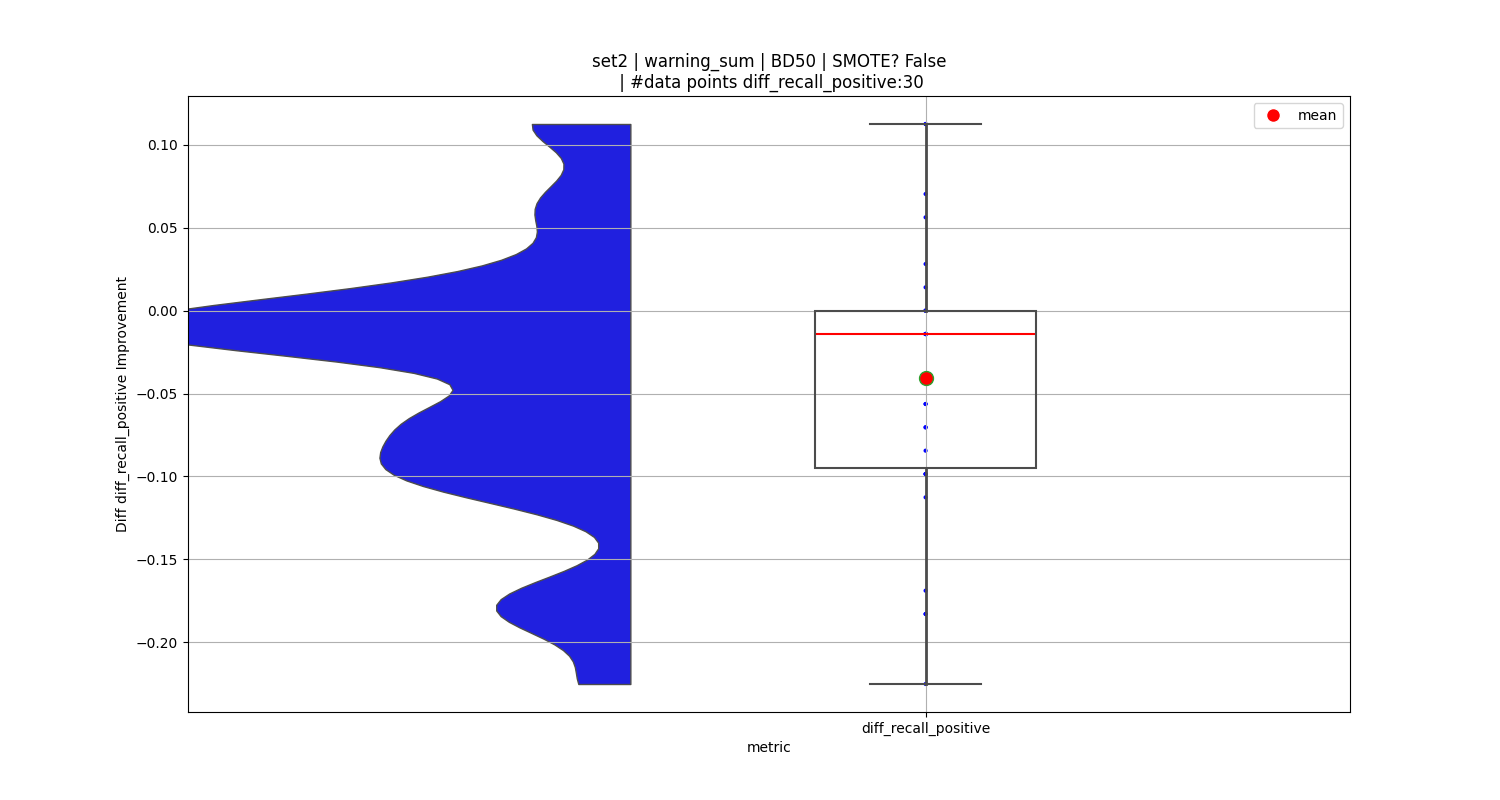 set2 | warning_sum | BD50 | SMOTE? False
| #data points diff_recall_positive:30
mean
0.10
0.05
0.00
−0.05
−0.10
−0.15
−0.20
Diff diff_recall_positive Improvement
diff_recall_positive
metric